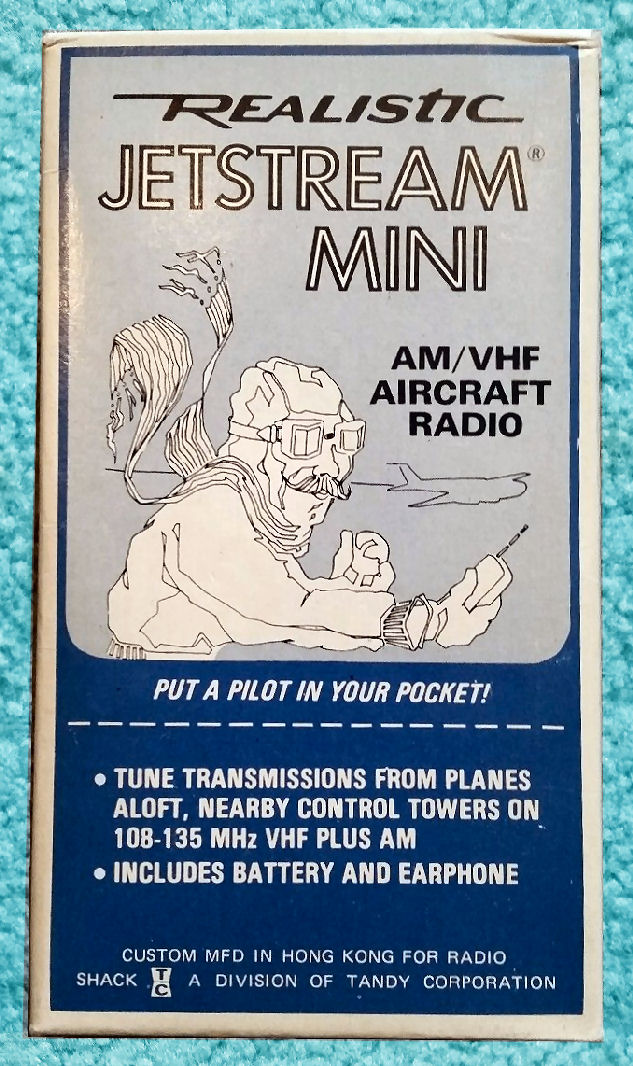 REALISTIC
JETSTREAM®
MINI
AM/VHF
AIRCRAFT
RADIO
PUT A PILOT IN YOUR POCKET!
• TUNE TRANSMISSIONS FROM PLANES
ALOFT, NEARBY CONTROL TOWERS ON
108-135 MHz VHF PLUS AM
• INCLUDES BATTERY AND EARPHONE
CUSTOM MFD IN HONG KONG FOR RADIO
SHACK TC A DIVISION OF TANDY CORPORATION